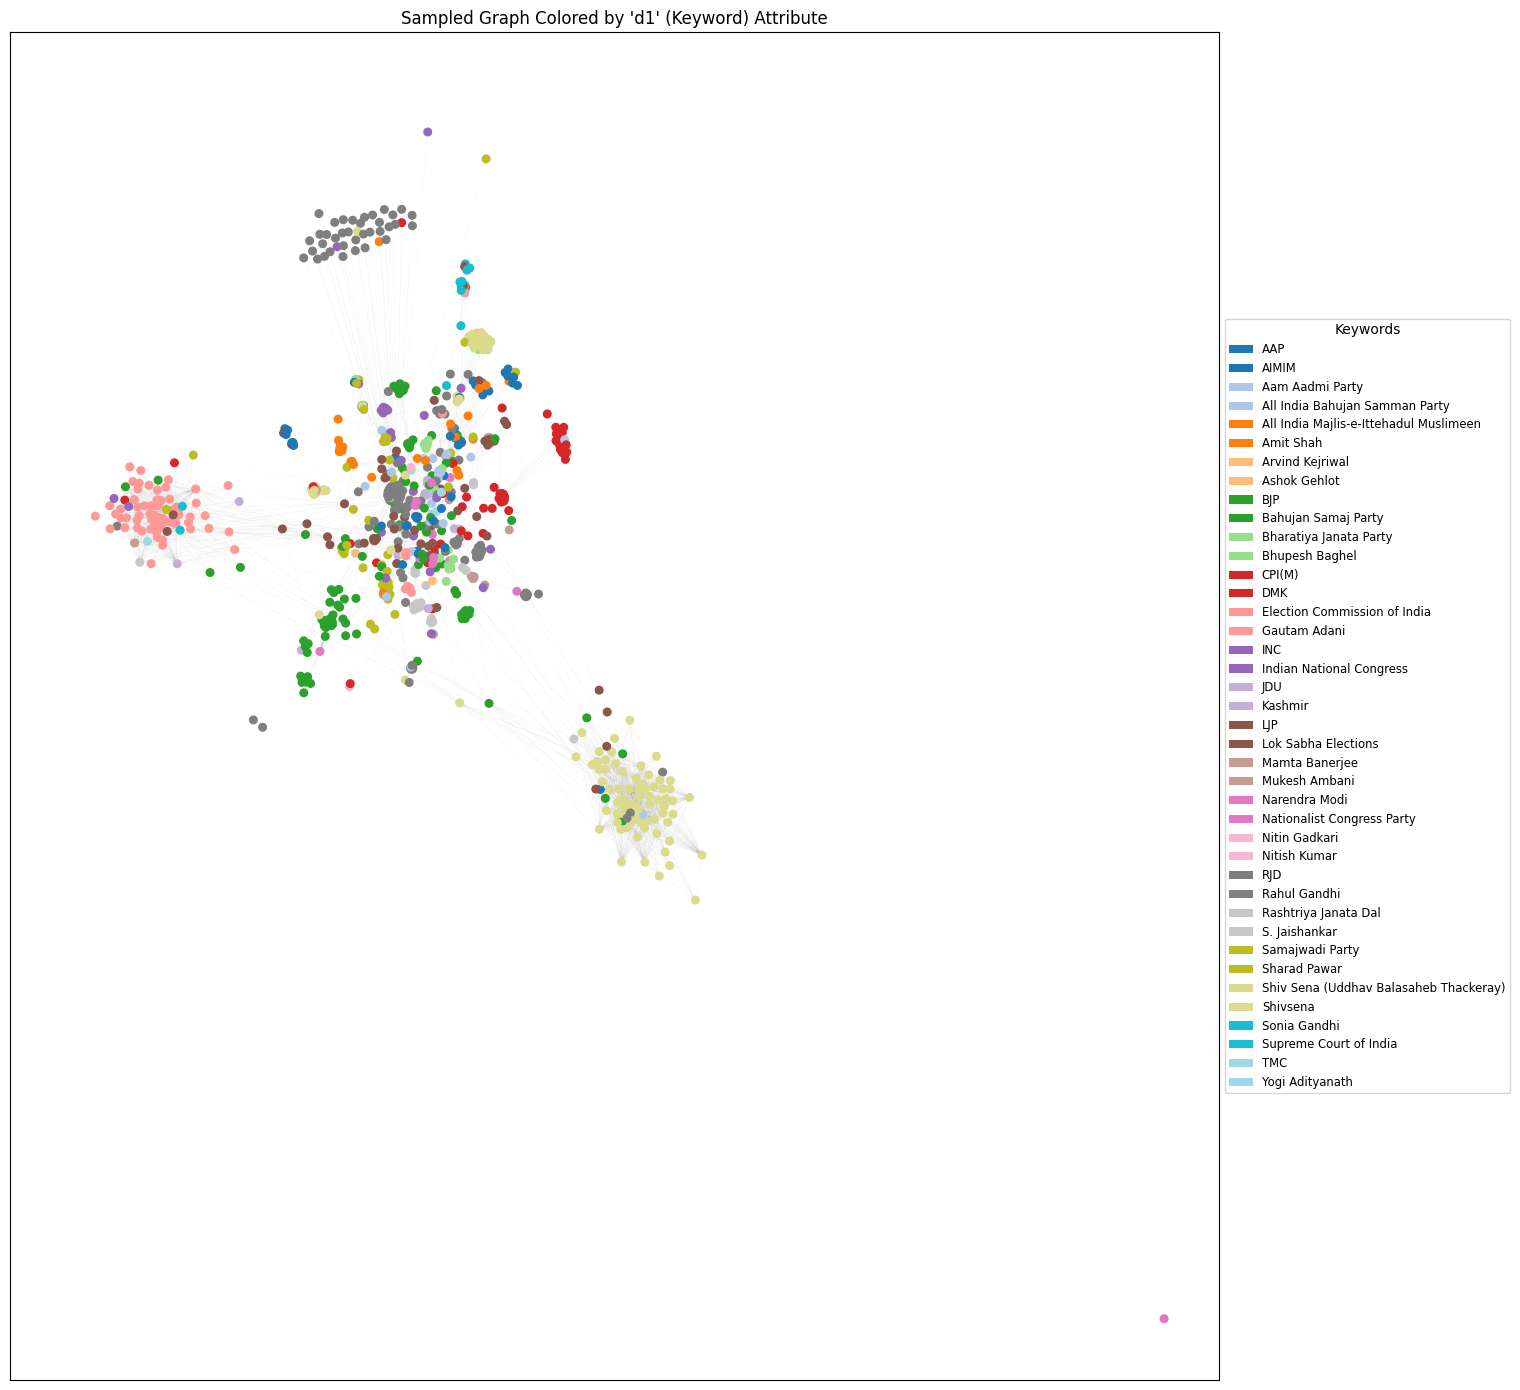 Sampled Graph Colored by 'd1' (Keyword) Attribute
Keywords
AAP
AIMIM
Aam Aadmi Party
All India Bahujan Samman Party
All India Majlis-e-Ittehadul Muslimeen
Amit Shah
Arvind Kejriwal
Ashok Gehlot
BJP
Bahujan Samaj Party
Bharatiya Janata Party
Bhupesh Baghel
CPI(M)
DMK
Election Commission of India
Gautam Adani
INC
Indian National Congress
JDU
Kashmir
LJP
Lok Sabha Elections
Mamta Banerjee
Mukesh Ambani
Narendra Modi
Nationalist Congress Party
Nitin Gadkari
Nitish Kumar
RJD
Rahul Gandhi
Rashtriya Janata Dal
S. Jaishankar
Samajwadi Party
Sharad Pawar
Shiv Sena (Uddhav Balasaheb Thackeray)
Shivsena
Sonia Gandhi
Supreme Court of India
TMC
Yogi Adityanath